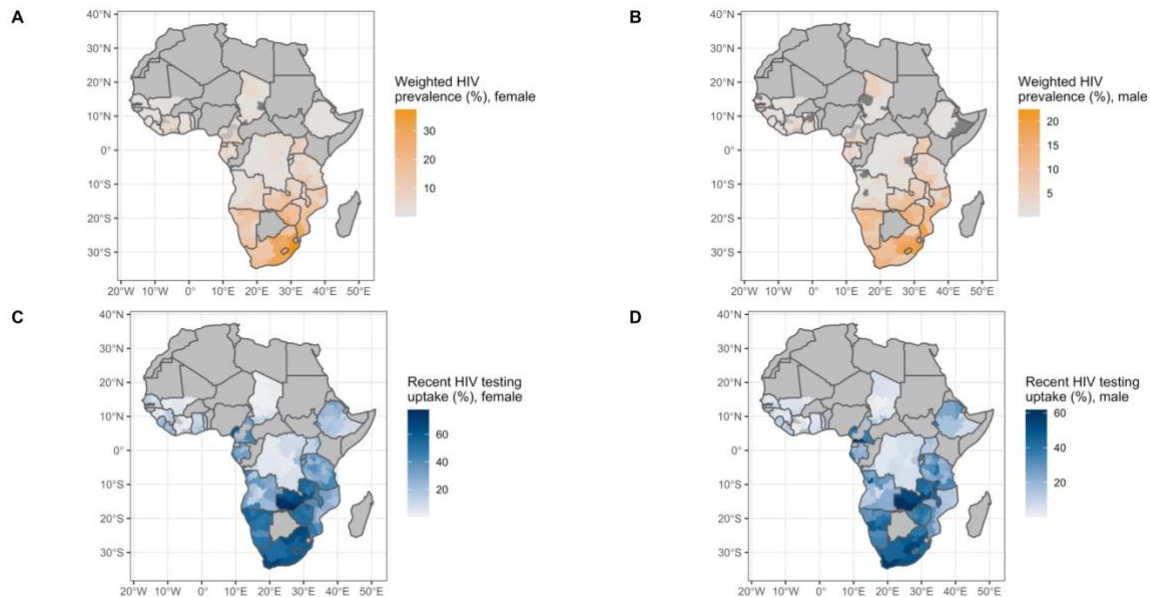 A
40°N
30°N
20°N
10°N
0°
10°S
20°S
30°S
20°W 10°W 0° 10°E 20°E 30°E 40°E 50°E
Weighted HIV
prevalence (%), female
30
20
10
B
40°N
30°N
20°N
10°N
0°
10°S
20°S
30°S
20°W 10°W 0° 10°E 20°E 30°E 40°E 50°E
Weighted HIV
prevalence (%), male
20
15
10
5
C
40°N
30°N
20°N
10°N
0°
10°S
20°S
30°S
20°W 10°W 0° 10°E 20°E 30°E 40°E 50°E
Recent HIV testing
uptake (%), female
60
40
20
D
40°N
30°N
20°N
10°N
0°
10°S
20°S
30°S
20°W 10°W 0° 10°E 20°E 30°E 40°E 50°E
Recent HIV testing
uptake (%), male
60
40
20